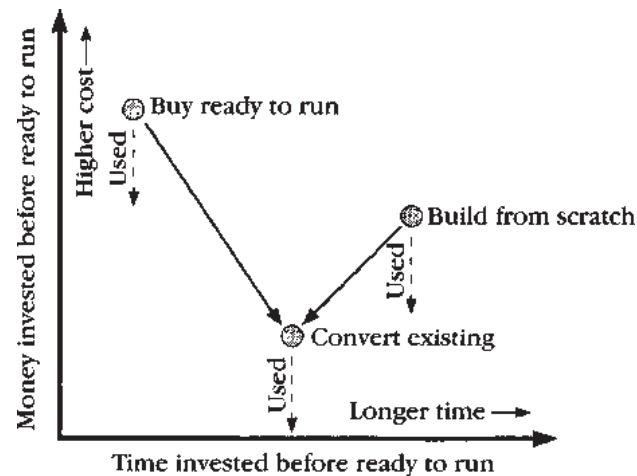 Money invested before ready to run
Higher cost
Buy ready to run
Used
Build from scratch
Used
Convert existing
Used
Longer time
Time invested before ready to run